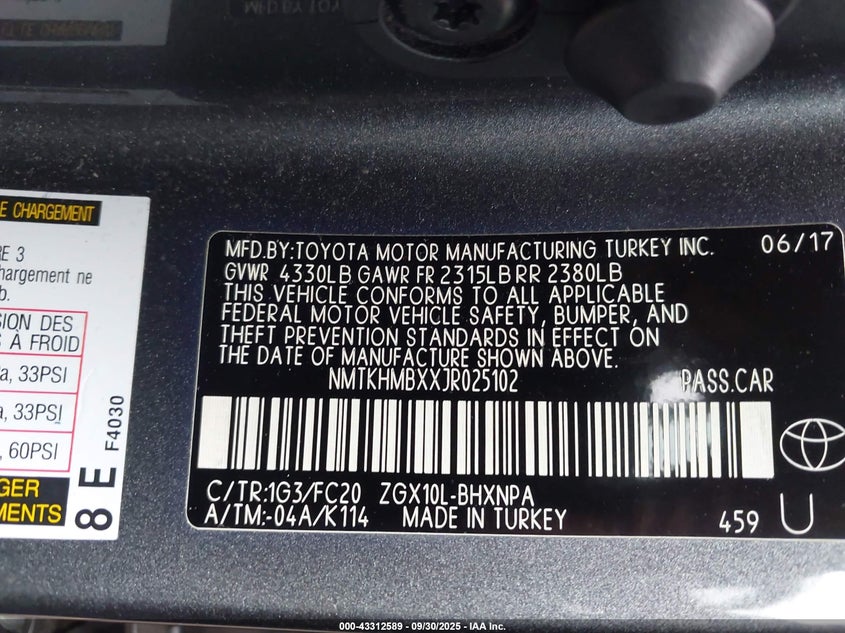 E CHARGEMENT
RE 3
chargement ne
b.
SION DES
S À FROID
a, 33PSI
a, 33PSI
, 60PSI
GER
MENTS
8 E
F4030
MFD.BY:TOYOTA MOTOR MANUFACTURING TURKEY INC. 06/17
GVWR 4330LB GAWR FR 2315LB RR 2380LB
THIS VEHICLE CONFORMS TO ALL APPLICABLE
FEDERAL MOTOR VEHICLE SAFETY, BUMPER, AND
THEFT PREVENTION STANDARDS IN EFFECT ON
THE DATE OF MANUFACTURE SHOWN ABOVE.
NMTKHMBXXJR025102 PASS.CAR
C/TR:1G3/FC20 ZGX10L-BHXNPA
A/TM:-04A/K114 MADE IN TURKEY 459 U
000-43312589 - 09/30/2025 - IAA Inc.